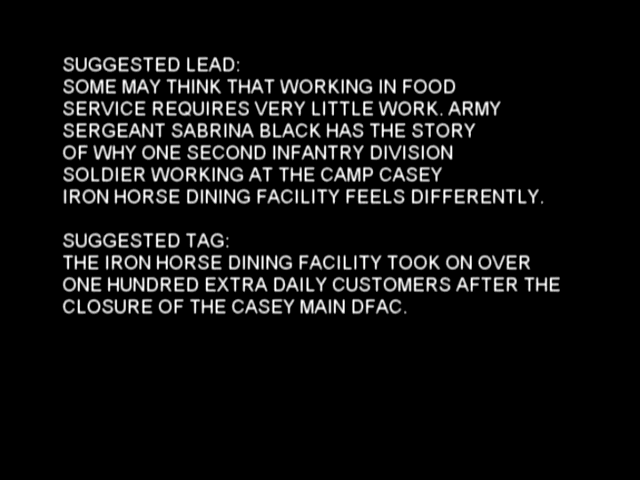 SUGGESTED LEAD:
SOME MAY THINK THAT WORKING IN FOOD
SERVICE REQUIRES VERY LITTLE WORK. ARMY
SERGEANT SABRINA BLACK HAS THE STORY
OF WHY ONE SECOND INFANTRY DIVISION
SOLDIER WORKING AT THE CAMP CASEY
IRON HORSE DINING FACILITY FEELS DIFFERENTLY.
SUGGESTED TAG:
THE IRON HORSE DINING FACILITY TOOK ON OVER
ONE HUNDRED EXTRA DAILY CUSTOMERS AFTER THE
CLOSURE OF THE CASEY MAIN DFAC.